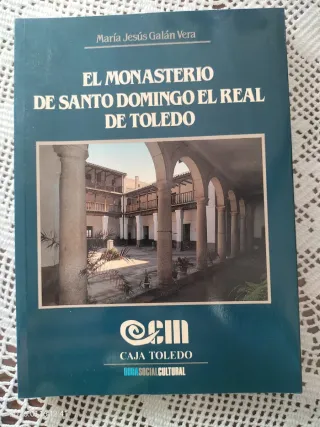 María Jesús Galán Vera
EL MONASTERIO
DE SANTO DOMINGO EL REAL
DE TOLEDO
CAJA TOLEDO
OBRA SOCIAL CULTURAL